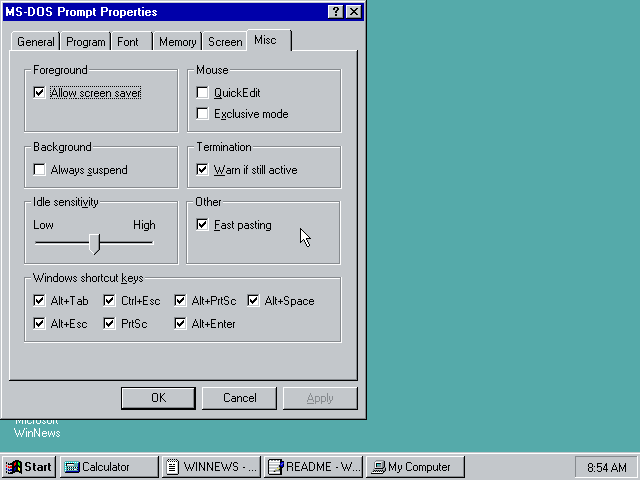 MS-DOS Prompt Properties
General Program Font Memory Screen Misc
Foreground
Allow screen saver
Mouse
QuickEdit
Exclusive mode
Background
Always suspend
Termination
Warn if still active
Idle sensitivity
Low High
Other
Fast pasting
Windows shortcut keys
Alt+Tab Ctrl+Esc Alt+PrtSc Alt+Space
Alt+Esc PrtSc Alt+Enter
OK Cancel Apply
Microsoft
WinNews
Start Calculator WINNEWS - ... README - W... My Computer 8:54 AM